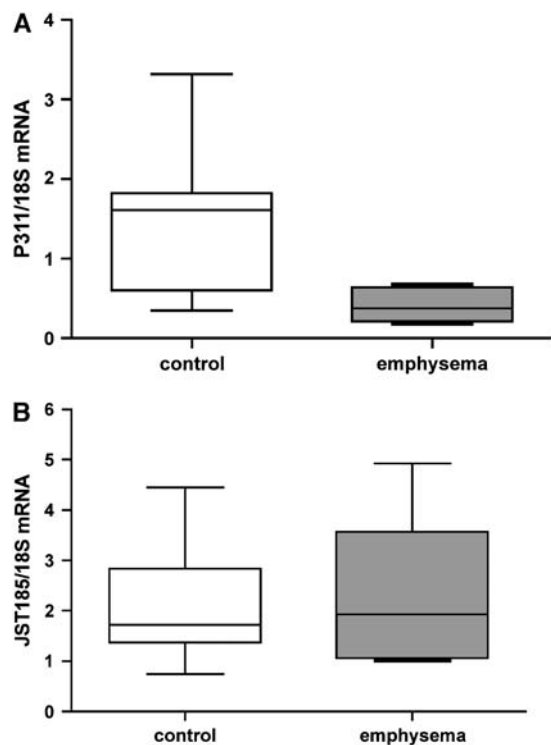 A
4
3
2
1
0
P311/18S mRNA
control emphysema
B
6
5
4
3
2
1
0
JST185/18S mRNA
control emphysema